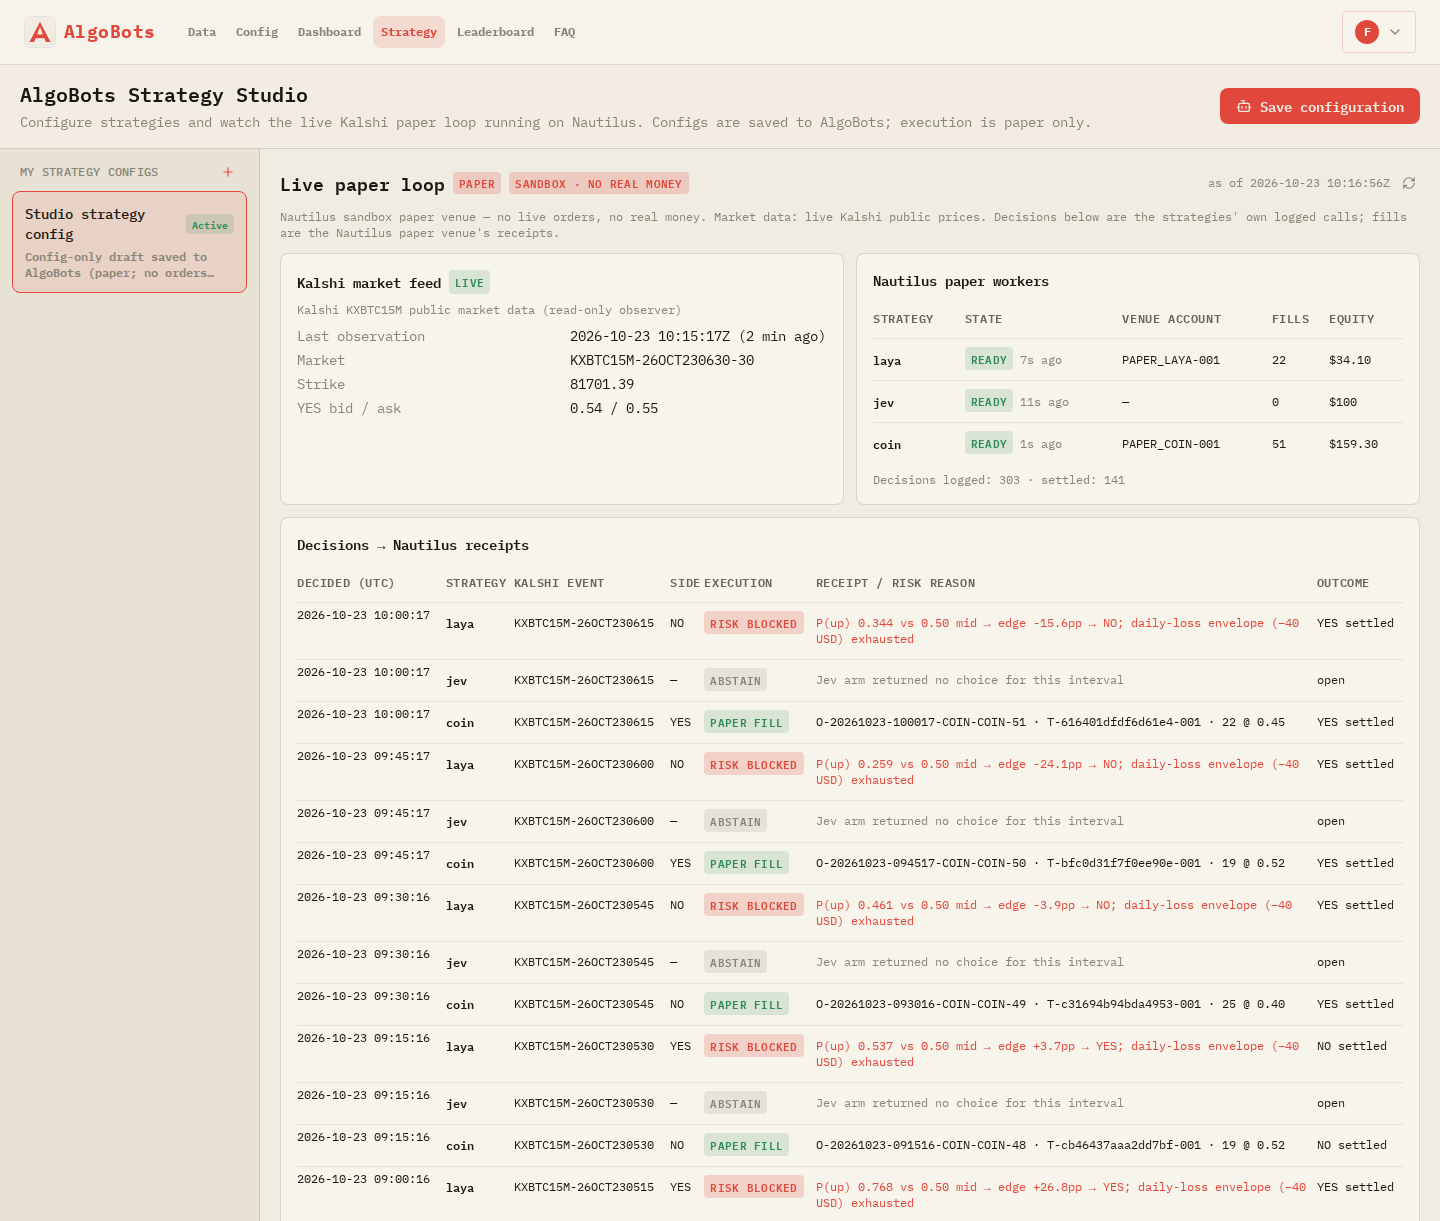 AlgoBots Data Config Dashboard Strategy Leaderboard FAQ F
AlgoBots Strategy Studio
Configure strategies and watch the live Kalshi paper loop running on Nautilus. Configs are saved to AlgoBots; execution is paper only.
Save configuration
MY STRATEGY CONFIGS +
Studio strategy config
Active
Config-only draft saved to
AlgoBots (paper; no orders…
Live paper loop PAPER SANDBOX · NO REAL MONEY as of 2026-10-23 10:16:56Z
Nautilus sandbox paper venue — no live orders, no real money. Market data: live Kalshi public prices. Decisions below are the strategies' own logged calls; fills
are the Nautilus paper venue's receipts.
Kalshi market feed LIVE
Kalshi KXBTC15M public market data (read-only observer)
Last observation 2026-10-23 10:15:17Z (2 min ago)
Market KXBTC15M-26OCT230630-30
Strike 81701.39
YES bid / ask 0.54 / 0.55
Nautilus paper workers
STRATEGY STATE VENUE ACCOUNT FILLS EQUITY
laya READY 7s ago PAPER_LAYA-001 22 $34.10
jev READY 11s ago — 0 $100
coin READY 1s ago PAPER_COIN-001 51 $159.30
Decisions logged: 303 · settled: 141
Decisions → Nautilus receipts
DECIDED (UTC) STRATEGY KALSHI EVENT SIDE EXECUTION RECEIPT / RISK REASON OUTCOME
2026-10-23 10:00:17 laya KXBTC15M-26OCT230615 NO RISK BLOCKED P(up) 0.344 vs 0.50 mid → edge -15.6pp → NO; daily-loss envelope (−40 YES settled
USD) exhausted
2026-10-23 10:00:17 jev KXBTC15M-26OCT230615 — ABSTAIN Jev arm returned no choice for this interval open
2026-10-23 10:00:17 coin KXBTC15M-26OCT230615 YES PAPER FILL O-20261023-100017-COIN-COIN-51 · T-616401dfdf6d61e4-001 · 22 @ 0.45 YES settled
2026-10-23 09:45:17 laya KXBTC15M-26OCT230600 NO RISK BLOCKED P(up) 0.259 vs 0.50 mid → edge -24.1pp → NO; daily-loss envelope (−40 YES settled
USD) exhausted
2026-10-23 09:45:17 jev KXBTC15M-26OCT230600 — ABSTAIN Jev arm returned no choice for this interval open
2026-10-23 09:45:17 coin KXBTC15M-26OCT230600 YES PAPER FILL O-20261023-094517-COIN-COIN-50 · T-bfc0d31f7f0ee90e-001 · 19 @ 0.52 YES settled
2026-10-23 09:30:16 laya KXBTC15M-26OCT230545 NO RISK BLOCKED P(up) 0.461 vs 0.50 mid → edge -3.9pp → NO; daily-loss envelope (−40 YES settled
USD) exhausted
2026-10-23 09:30:16 jev KXBTC15M-26OCT230545 — ABSTAIN Jev arm returned no choice for this interval open
2026-10-23 09:30:16 coin KXBTC15M-26OCT230545 NO PAPER FILL O-20261023-093016-COIN-COIN-49 · T-c31694b94bda4953-001 · 25 @ 0.40 YES settled
2026-10-23 09:15:16 laya KXBTC15M-26OCT230530 YES RISK BLOCKED P(up) 0.537 vs 0.50 mid → edge +3.7pp → YES; daily-loss envelope (−40 NO settled
USD) exhausted
2026-10-23 09:15:16 jev KXBTC15M-26OCT230530 — ABSTAIN Jev arm returned no choice for this interval open
2026-10-23 09:15:16 coin KXBTC15M-26OCT230530 NO PAPER FILL O-20261023-091516-COIN-COIN-48 · T-cb46437aaa2dd7bf-001 · 19 @ 0.52 NO settled
2026-10-23 09:00:16 laya KXBTC15M-26OCT230515 YES RISK BLOCKED P(up) 0.768 vs 0.50 mid → edge +26.8pp → YES; daily-loss envelope (−40 YES settled
USD) exhausted